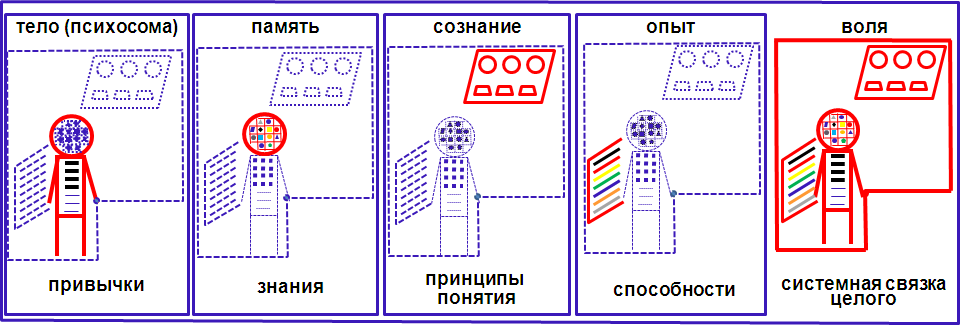 тело (психосома)
память
сознание
опыт
воля
привычки
знания
принципы
понятия
способности
системная связка
целого